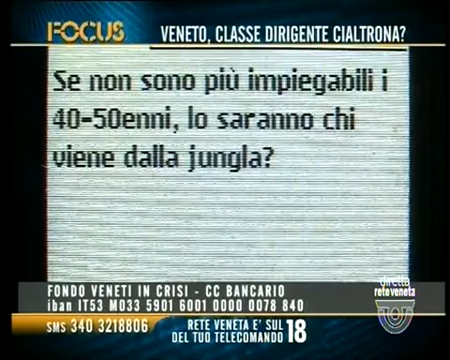 FOCUS
VENETO, CLASSE DIRIGENTE CIALTRONA?
Se non sono più impiegabili i
40-50enni, lo saranno chi
viene dalla jungla?
diretta
reteveneta
FONDO VENETI IN CRISI - CC BANCARIO
iban IT53 M033 5901 6001 0000 0078 840
SMS 340 3218806
RETE VENETA E' SUL
DEL TUO TELECOMANDO 18